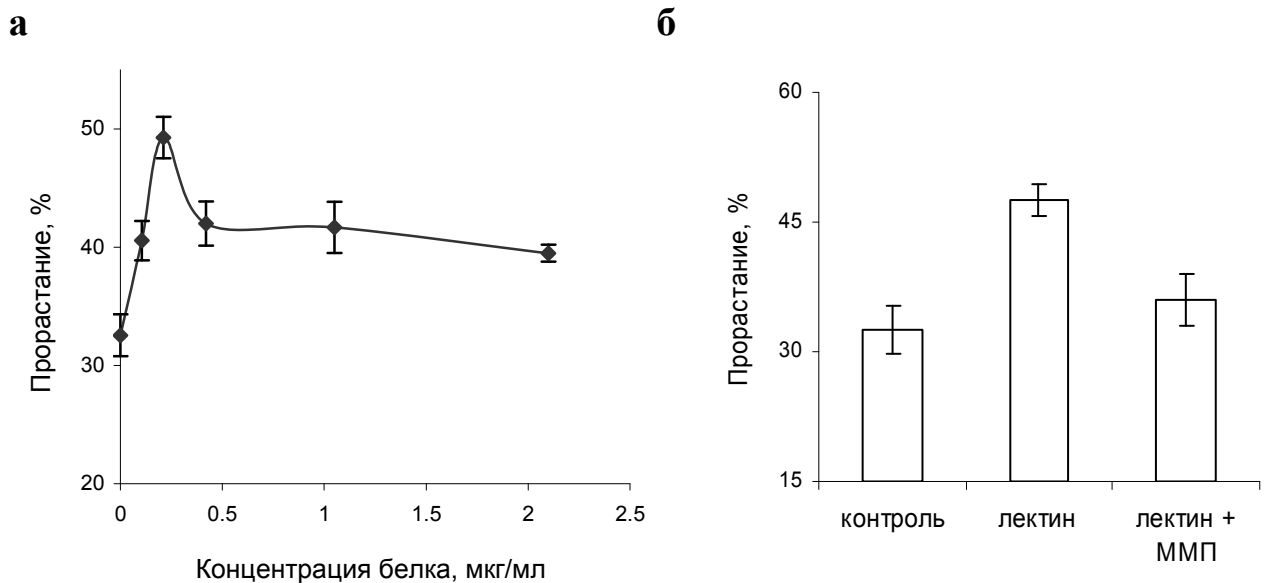 а
50
40
30
20
Прорастание, %
0
0.5
1
1.5
2
2.5
Концентрация белка, мкг/мл
б
60
45
30
15
Прорастание, %
контроль
лектин
лектин +
ММП